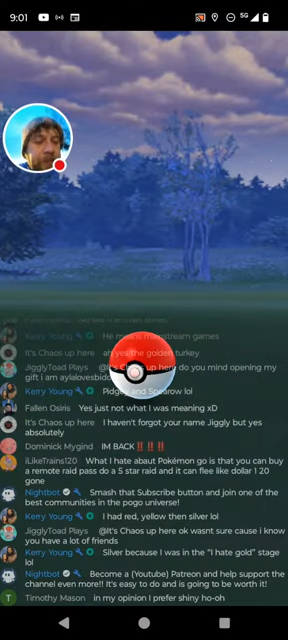 9:01
5G
Kerry Young He means mainstream games
It's Chaos up here ah yes the golden
turkey
JigglyToad Plays @It's Chaos up here do you mind opening my
gift i am aylalovesbido
Kerry Young Pidgey and Spearow lol
Fallen Osiris Yes just not what I was meaning xD
It's Chaos up here I haven't forgot your name Jiggly but yes
absolutely
Dominick Mygind IM BACK‼️‼️‼️
iLikeTrains120 What I hate abaut Pokémon go is that you can buy
a remote raid pass do a 5 star raid and it can flee like dollar 1 20
gone
Nightbot Smash that Subscribe button and join one of the
best communities in the pogo universe!
Kerry Young I had red, yellow then silver lol
JigglyToad Plays @It's Chaos up here ok wasnt sure cause i know
you have a lot of friends
Kerry Young Silver because I was in the “I hate gold” stage
lol
Nightbot Become a (Youtube) Patreon and help support the
channel even more!! It's easy to do and is going to be worth it!
T Timothy Mason in my opinion I prefer shiny ho-oh